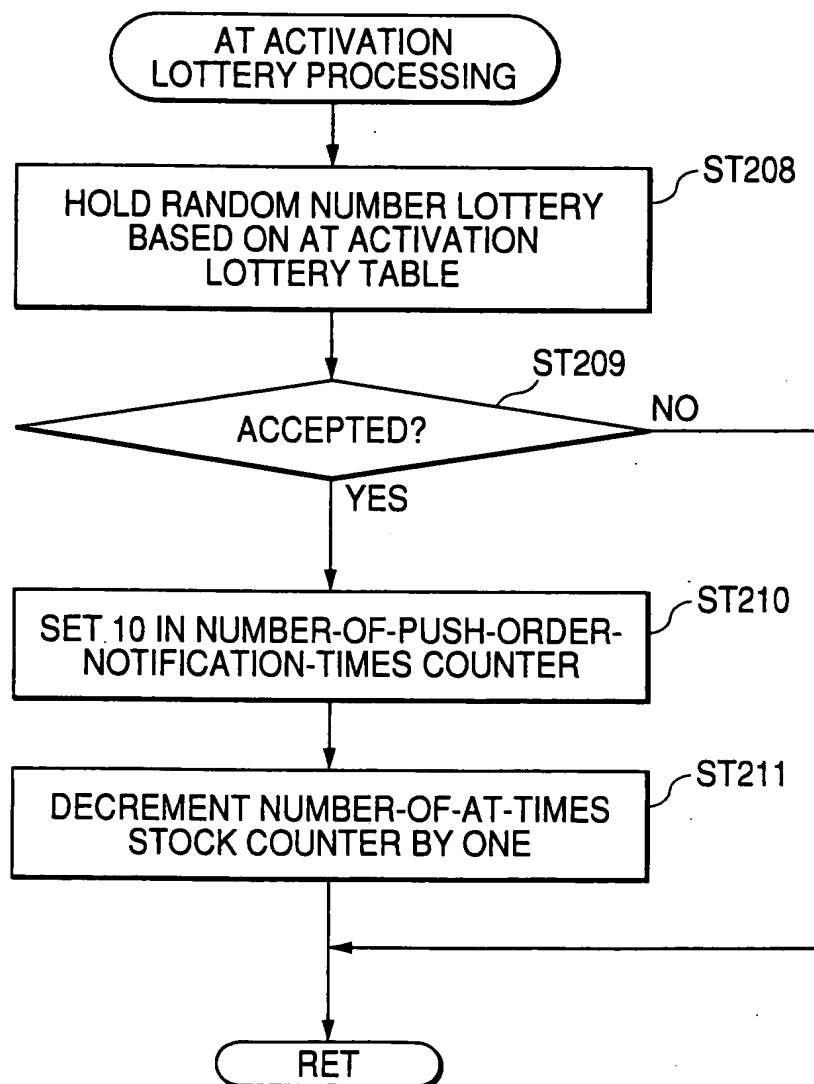 AT ACTIVATION
LOTTERY PROCESSING
ST208
HOLD RANDOM NUMBER LOTTERY
BASED ON AT ACTIVATION
LOTTERY TABLE
ST209
ACCEPTED?
NO
YES
ST210
SET 10 IN NUMBER-OF-PUSH-ORDER-
NOTIFICATION-TIMES COUNTER
ST211
DECREMENT NUMBER-OF-AT-TIMES
STOCK COUNTER BY ONE
RET